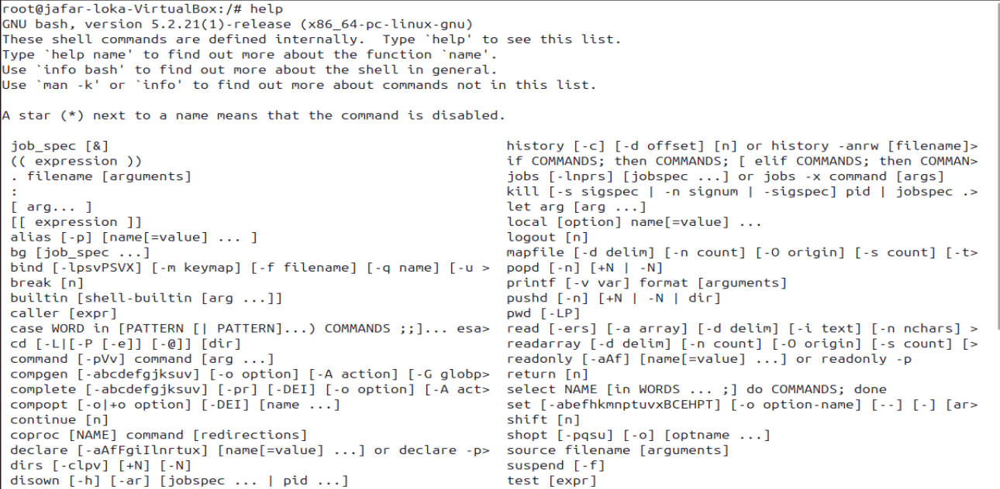 root@jafar-loka-VirtualBox:/# help
GNU bash, version 5.2.21(1)-release (x86_64-pc-linux-gnu)
These shell commands are defined internally.  Type `help' to see this list.
Type `help name' to find out more about the function `name'.
Use `info bash' to find out more about the shell in general.
Use `man -k' or `info' to find out more about commands not in this list.

A star (*) next to a name means that the command is disabled.

 job_spec [&]                                            history [-c] [-d offset] [n] or history -anrw [filename]>
 (( expression ))                                        if COMMANDS; then COMMANDS; [ elif COMMANDS; then COMMAN>
 . filename [arguments]                                  jobs [-lnprs] [jobspec ...] or jobs -x command [args]
 :                                                       kill [-s sigspec | -n signum | -sigspec] pid | jobspec .>
 [ arg... ]                                              let arg [arg ...]
 [[ expression ]]                                        local [option] name[=value] ...
 alias [-p] [name[=value] ... ]                          logout [n]
 bg [job_spec ...]                                       mapfile [-d delim] [-n count] [-O origin] [-s count] [-t>
 bind [-lpsvPSVX] [-m keymap] [-f filename] [-q name] [-u >  popd [-n] [+N | -N]
 break [n]                                               printf [-v var] format [arguments]
 builtin [shell-builtin [arg ...]]                       pushd [-n] [+N | -N | dir]
 caller [expr]                                           pwd [-LP]
 case WORD in [PATTERN [| PATTERN]...) COMMANDS ;;]... esa>  read [-ers] [-a array] [-d delim] [-i text] [-n nchars] >
 cd [-L|[-P [-e]] [-@]] [dir]                            readarray [-d delim] [-n count] [-O origin] [-s count] [>
 command [-pVv] command [arg ...]                        readonly [-aAf] [name[=value] ...] or readonly -p
 compgen [-abcdefgjksuv] [-o option] [-A action] [-G globp>  return [n]
 complete [-abcdefgjksuv] [-pr] [-DEI] [-o option] [-A act>  select NAME [in WORDS ... ;] do COMMANDS; done
 compopt [-o|+o option] [-DEI] [name ...]                set [-abefhkmnptuvxBCEHPT] [-o option-name] [--] [-] [ar>
 continue [n]                                            shift [n]
 coproc [NAME] command [redirections]                    shopt [-pqsu] [-o] [optname ...]
 declare [-aAfFgiIlnrtux] [name[=value] ...] or declare -p>  source filename [arguments]
 dirs [-clpv] [+N] [-N]                                  suspend [-f]
 disown [-h] [-ar] [jobspec ... | pid ...]               test [expr]